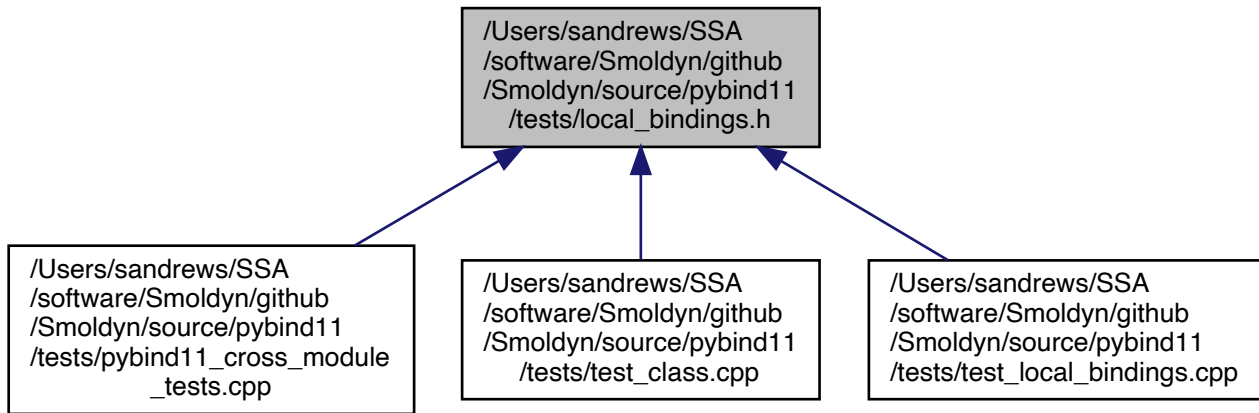 /Users/sandrews/SSA
/software/Smoldyn/github
/Smoldyn/source/pybind11
/tests/local_bindings.h
/Users/sandrews/SSA
/software/Smoldyn/github
/Smoldyn/source/pybind11
/tests/pybind11_cross_module
_tests.cpp
/Users/sandrews/SSA
/software/Smoldyn/github
/Smoldyn/source/pybind11
/tests/test_class.cpp
/Users/sandrews/SSA
/software/Smoldyn/github
/Smoldyn/source/pybind11
/tests/test_local_bindings.cpp